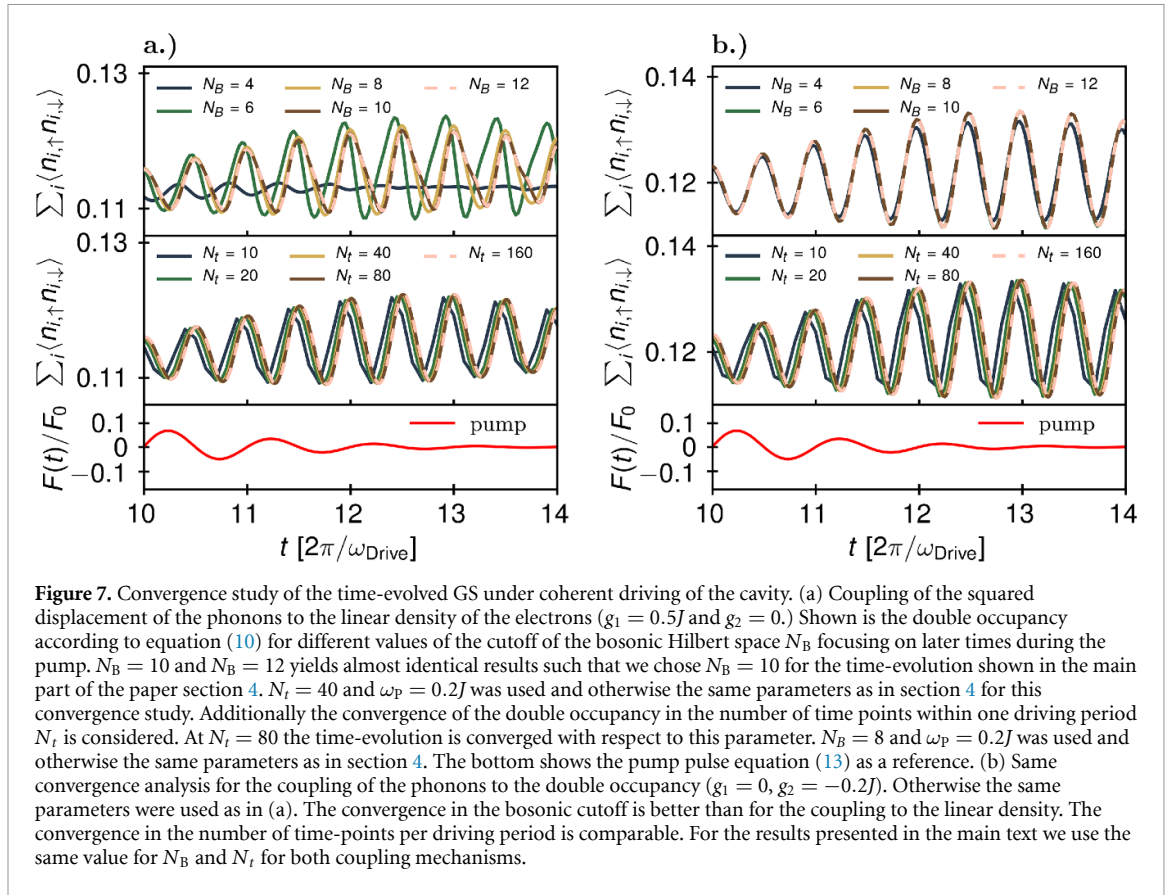 a.)
b.)
0.13
N_B = 4
N_B = 8
N_B = 12
N_B = 6
N_B = 10
∑_i⟨n_{i,↑} n_{i,↓}⟩
0.11
0.14
N_B = 4
N_B = 8
N_B = 12
N_B = 6
N_B = 10
∑_i⟨n_{i,↑} n_{i,↓}⟩
0.12
0.13
N_t = 10
N_t = 40
N_t = 160
N_t = 20
N_t = 80
∑_i⟨n_{i,↑} n_{i,↓}⟩
0.11
0.14
N_t = 10
N_t = 40
N_t = 160
N_t = 20
N_t = 80
∑_i⟨n_{i,↑} n_{i,↓}⟩
0.12
F(t)/F_0
0.1
0
−0.1
pump
10 11 12 13 14
t [2π/ω_Drive]
F(t)/F_0
0.1
0
−0.1
pump
10 11 12 13 14
t [2π/ω_Drive]
Figure 7. Convergence study of the time-evolved GS under coherent driving of the cavity. (a) Coupling of the squared
displacement of the phonons to the linear density of the electrons (g_1 = 0.5J and g_2 = 0.) Shown is the double occupancy
according to equation (10) for different values of the cutoff of the bosonic Hilbert space N_B focusing on later times during the
pump. N_B = 10 and N_B = 12 yields almost identical results such that we chose N_B = 10 for the time-evolution shown in the main
part of the paper section 4. N_t = 40 and ω_P = 0.2J was used and otherwise the same parameters as in section 4 for this
convergence study. Additionally the convergence of the double occupancy in the number of time points within one driving period
N_t is considered. At N_t = 80 the time-evolution is converged with respect to this parameter. N_B = 8 and ω_P = 0.2J was used and
otherwise the same parameters as in section 4. The bottom shows the pump pulse equation (13) as a reference. (b) Same
convergence analysis for the coupling of the phonons to the double occupancy (g_1 = 0, g_2 = −0.2J). Otherwise the same
parameters were used as in (a). The convergence in the bosonic cutoff is better than for the coupling to the linear density. The
convergence in the number of time-points per driving period is comparable. For the results presented in the main text we use the
same value for N_B and N_t for both coupling mechanisms.